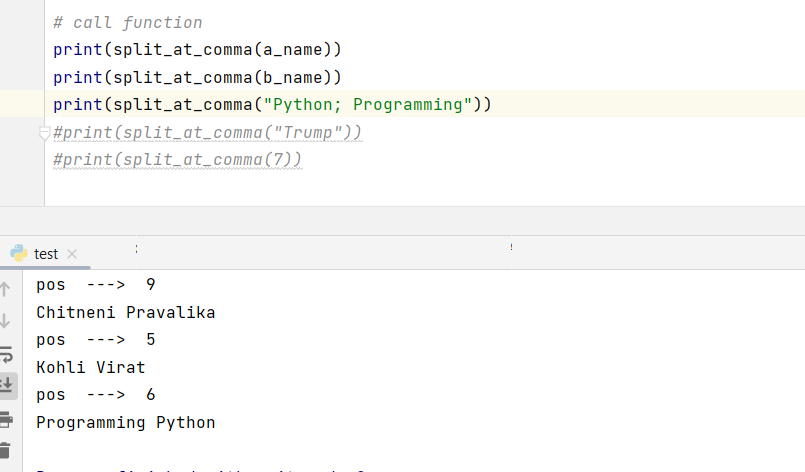 # call function
print(split_at_comma(a_name))
print(split_at_comma(b_name))
print(split_at_comma("Python; Programming"))
#print(split_at_comma("Trump"))
#print(split_at_comma(7))
test
pos ---> 9
Chitneni Pravalika
pos ---> 5
Kohli Virat
pos ---> 6
Programming Python